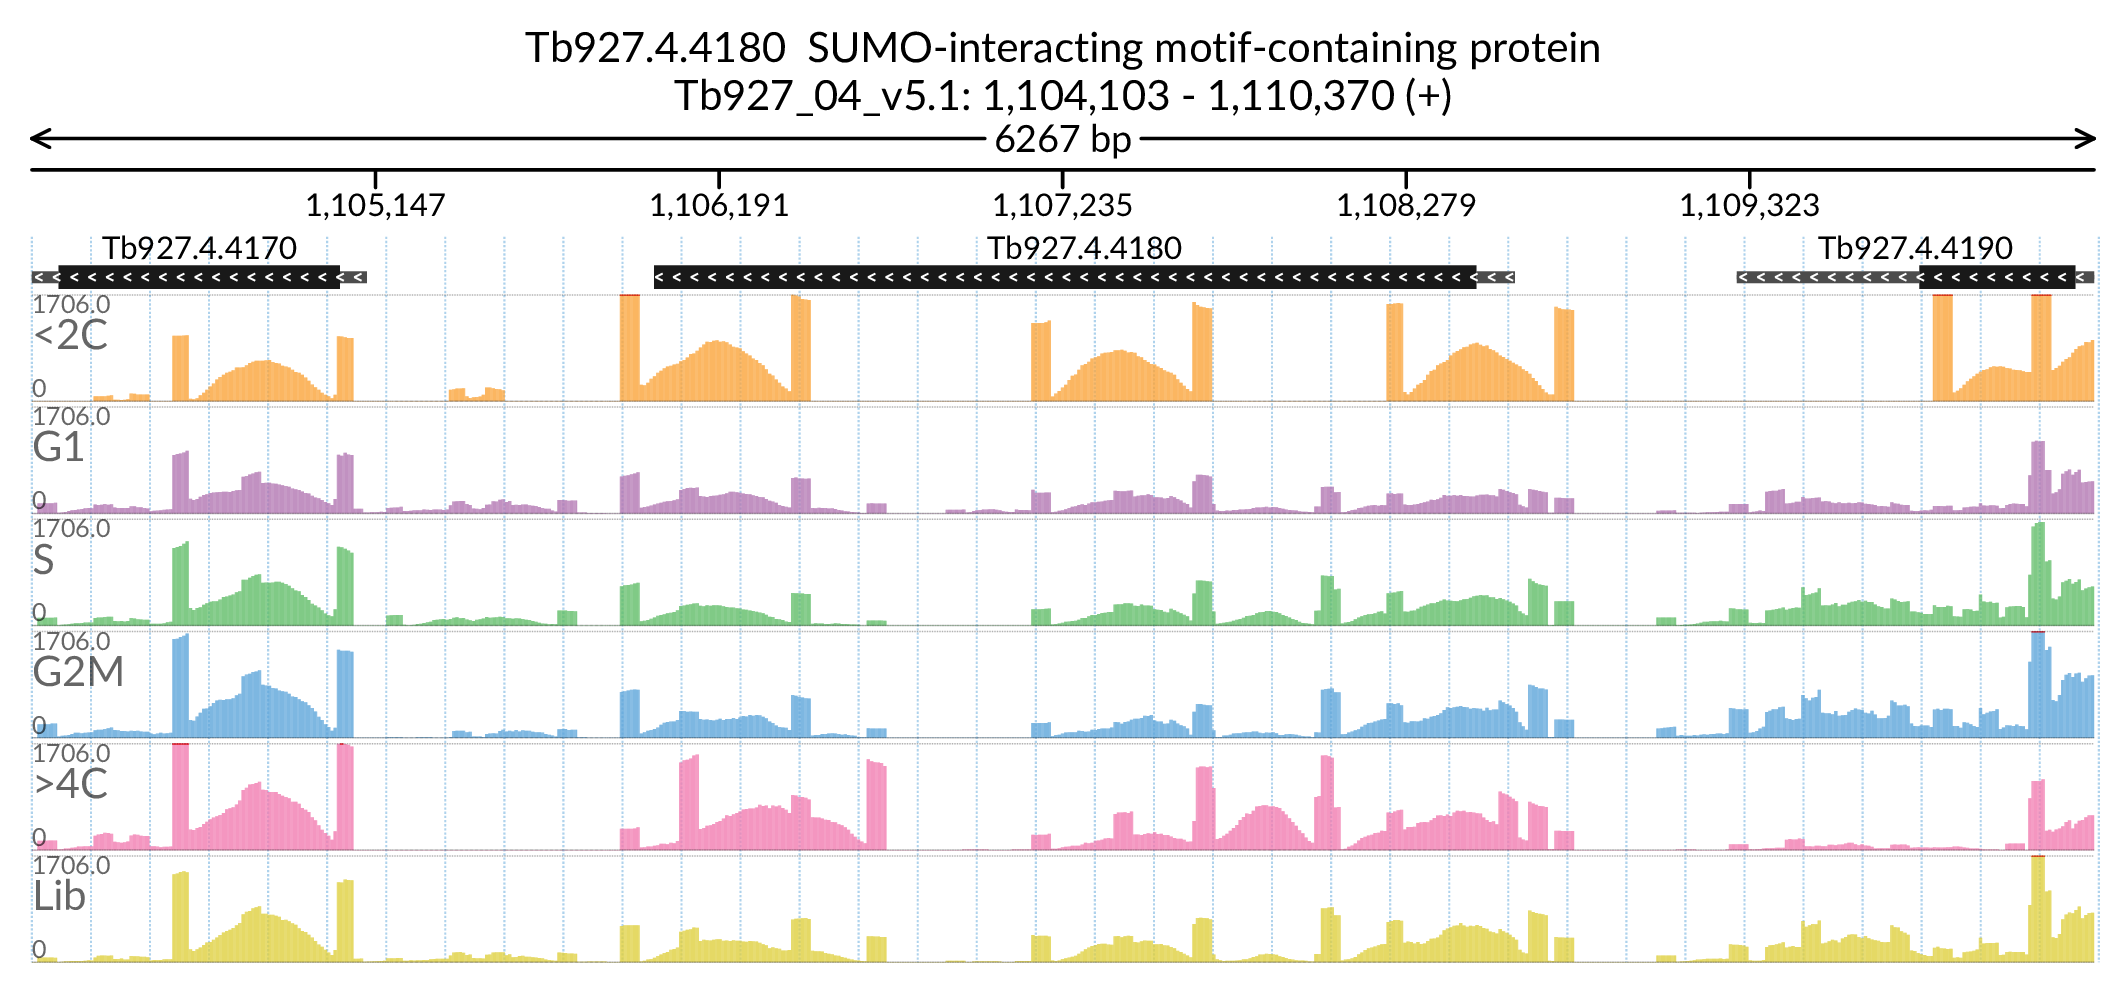 Tb927.4.4180  SUMO-interacting motif-containing protein
Tb927_04_v5.1: 1,104,103 - 1,110,370 (+)
6267 bp
1,105,147 1,106,191 1,107,235 1,108,279 1,109,323
Tb927.4.4170 Tb927.4.4180 Tb927.4.4190
1706.0
<2C
0
1706.0
G1
0
1706.0
S
0
1706.0
G2M
0
1706.0
>4C
0
1706.0
Lib
0